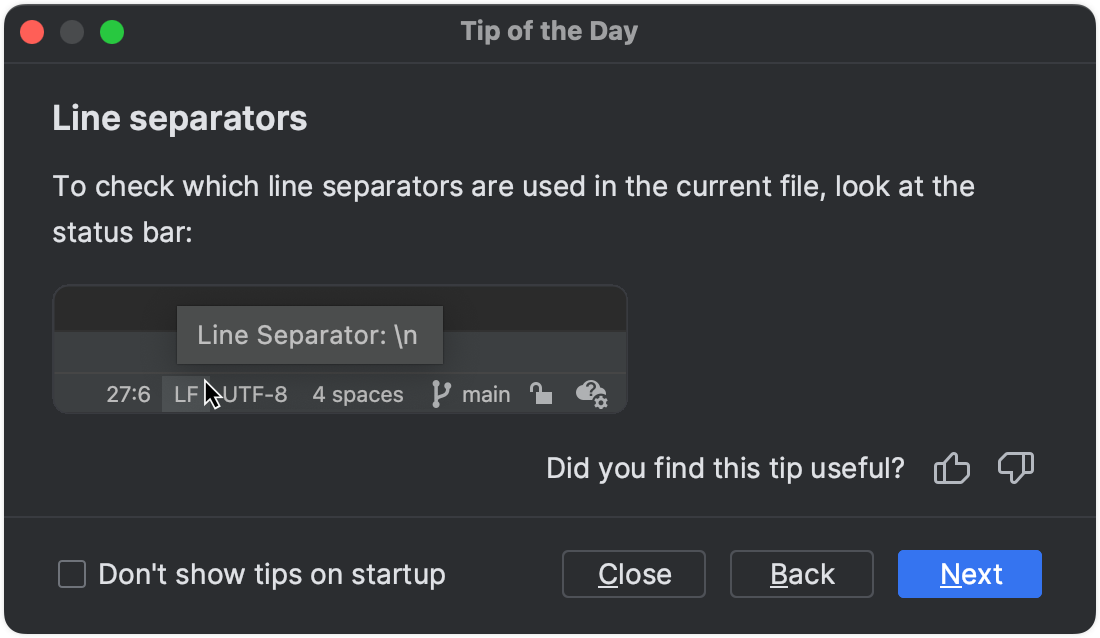 Tip of the Day
Line separators
To check which line separators are used in the current file, look at the
status bar:
Line Separator: \n
27:6 LF UTF-8 4 spaces main
Did you find this tip useful?
Don't show tips on startup Close Back Next